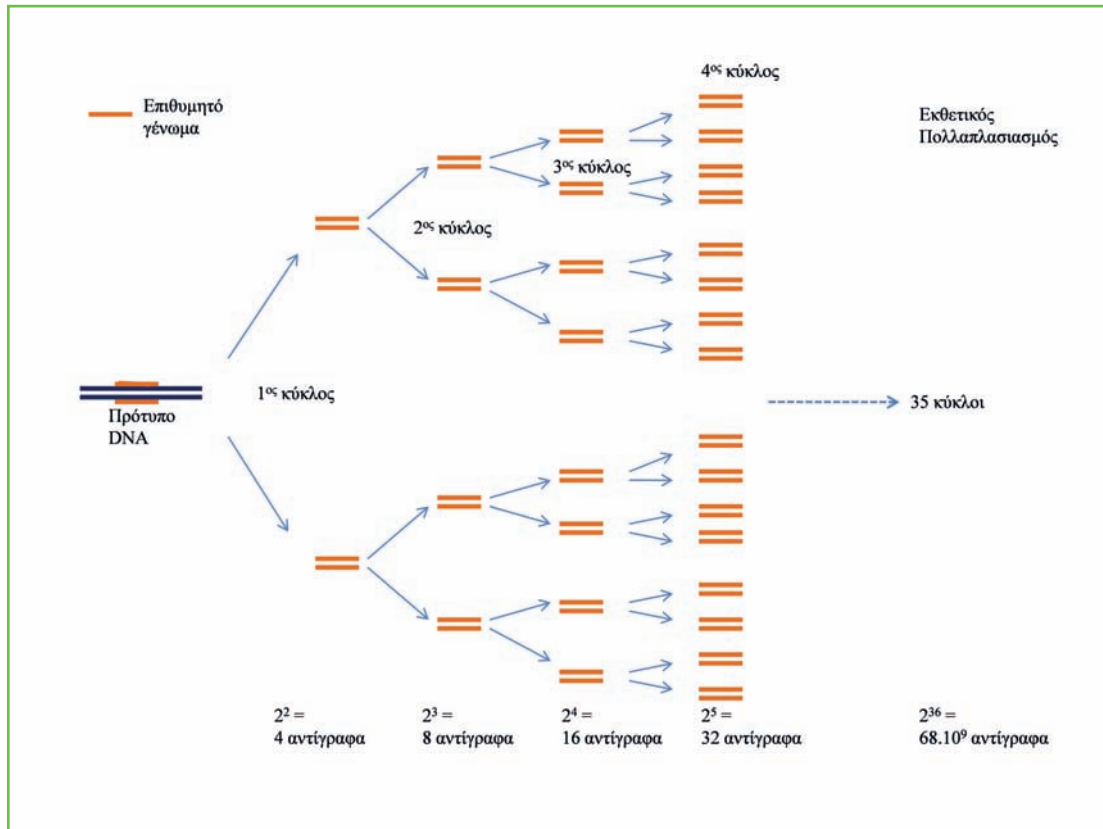 4ος κύκλος
Επιθυμητό
γένωμα
Εκθετικός
Πολλαπλασιασμός
3ος κύκλος
2ος κύκλος
1ος κύκλος
Πρότυπο
DNA
35 κύκλοι
2² =
4 αντίγραφα
2³ =
8 αντίγραφα
2⁴ =
16 αντίγραφα
2⁵ =
32 αντίγραφα
2³⁶ =
68.10⁹ αντίγραφα